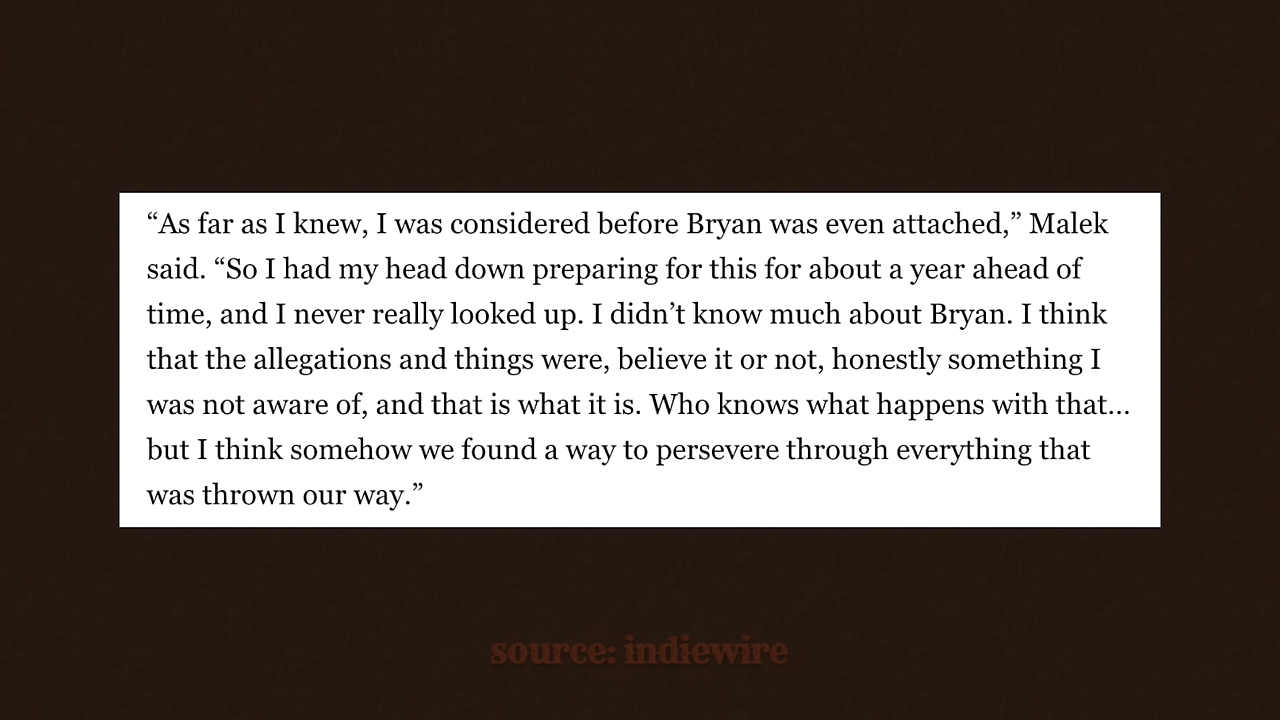 “As far as I knew, I was considered before Bryan was even attached,” Malek
said. “So I had my head down preparing for this for about a year ahead of
time, and I never really looked up. I didn’t know much about Bryan. I think
that the allegations and things were, believe it or not, honestly something I
was not aware of, and that is what it is. Who knows what happens with that…
but I think somehow we found a way to persevere through everything that
was thrown our way.”
source: indiewire